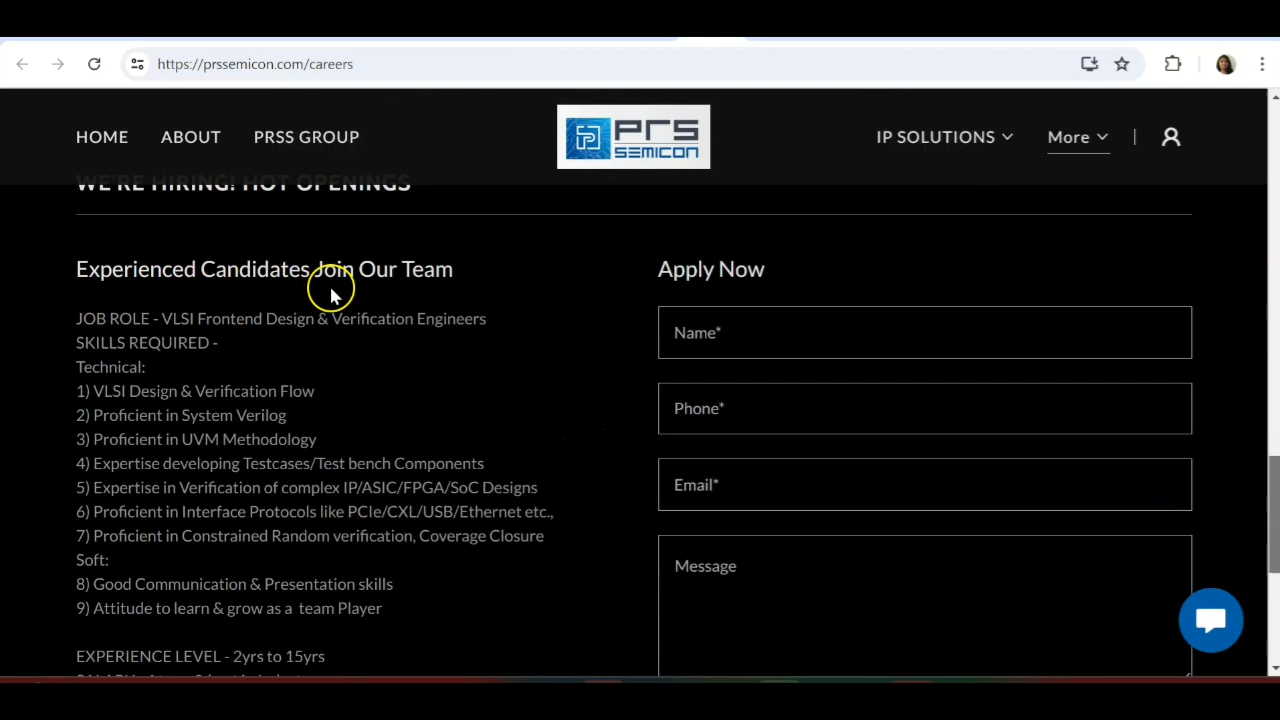 https://prssemicon.com/careers
HOME ABOUT PRSS GROUP
PRS
SEMICON
IP SOLUTIONS More
WE'RE HIRING! HOT OPENINGS
Experienced Candidates Join Our Team
JOB ROLE - VLSI Frontend Design & Verification Engineers
SKILLS REQUIRED -
Technical:
1) VLSI Design & Verification Flow
2) Proficient in System Verilog
3) Proficient in UVM Methodology
4) Expertise developing Testcases/Test bench Components
5) Expertise in Verification of complex IP/ASIC/FPGA/SoC Designs
6) Proficient in Interface Protocols like PCIe/CXL/USB/Ethernet etc.,
7) Proficient in Constrained Random verification, Coverage Closure
Soft:
8) Good Communication & Presentation skills
9) Attitude to learn & grow as a team Player
EXPERIENCE LEVEL - 2yrs to 15yrs
Apply Now
Name*
Phone*
Email*
Message